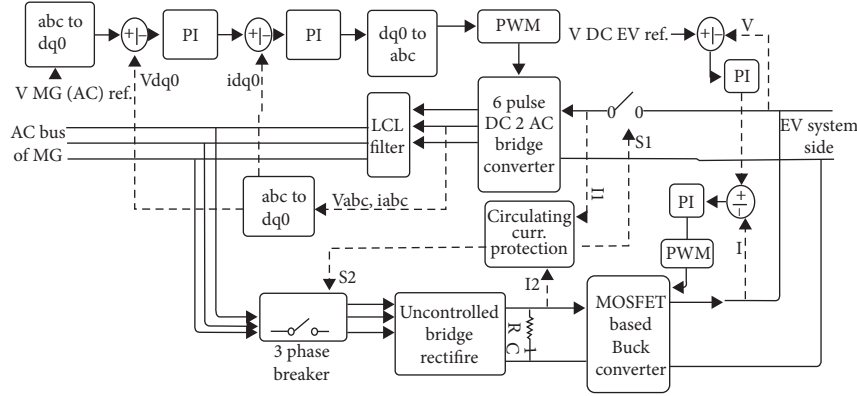 abc to
dq0
+
–
PI
+
–
PI
dq0 to
abc
PWM
V DC EV ref.
+
–
V
PI
V MG (AC) ref.
Vdq0
idq0
AC bus
of MG
LCL
filter
6 pulse
DC 2 AC
bridge
converter
S1
EV system
side
abc to
dq0
Vabc, iabc
I1
Circulating
curr.
protection
PI
+
–
PWM
I
S2
I2
3 phase
breaker
Uncontrolled
bridge
rectifire
R C
MOSFET
based
Buck
converter